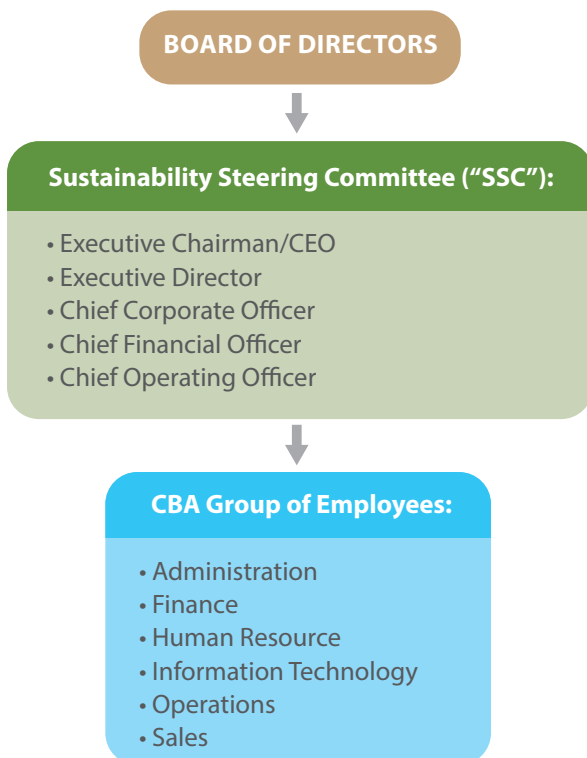 BOARD OF DIRECTORS
Sustainability Steering Committee (“SSC”):
• Executive Chairman/CEO
• Executive Director
• Chief Corporate Officer
• Chief Financial Officer
• Chief Operating Officer
CBA Group of Employees:
• Administration
• Finance
• Human Resource
• Information Technology
• Operations
• Sales